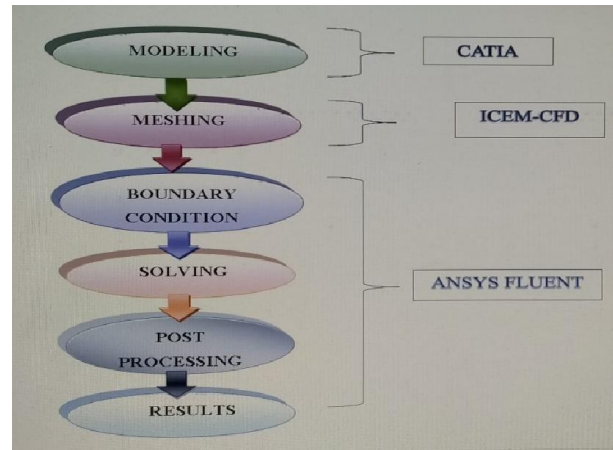 MODELING
CATIA
MESHING
ICEM-CFD
BOUNDARY
CONDITION
SOLVING
ANSYS FLUENT
POST
PROCESSING
RESULTS